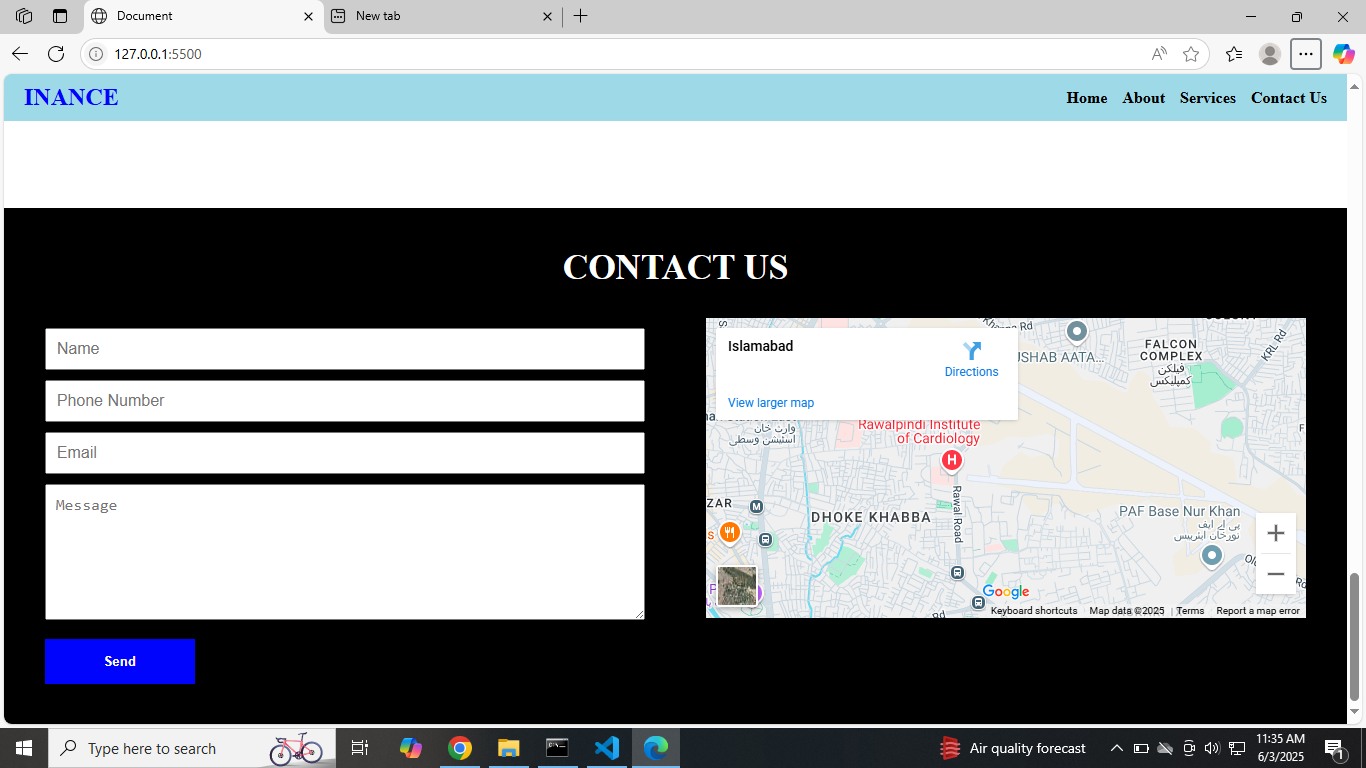 Document
New tab
127.0.0.1:5500
INANCE
Home About Services Contact Us
CONTACT US
Name
Phone Number
Email
Message
Send
Islamabad
Directions
View larger map
FALCON
COMPLEX
فیلکن
کمپلیکس
KRL Rd
USHAB AATA...
وارث خان
اسٹیشن وسطی
Rawalpindi Institute
of Cardiology
H
ZAR
M
DHOKE KHABBA
Rawal Road
PAF Base Nur Khan
پی اے ایف
نورخان ایئربیس
Rd
Google
Keyboard shortcuts Map data ©2025 Terms Report a map error
Type here to search
Air quality forecast
11:35 AM
6/3/2025
1